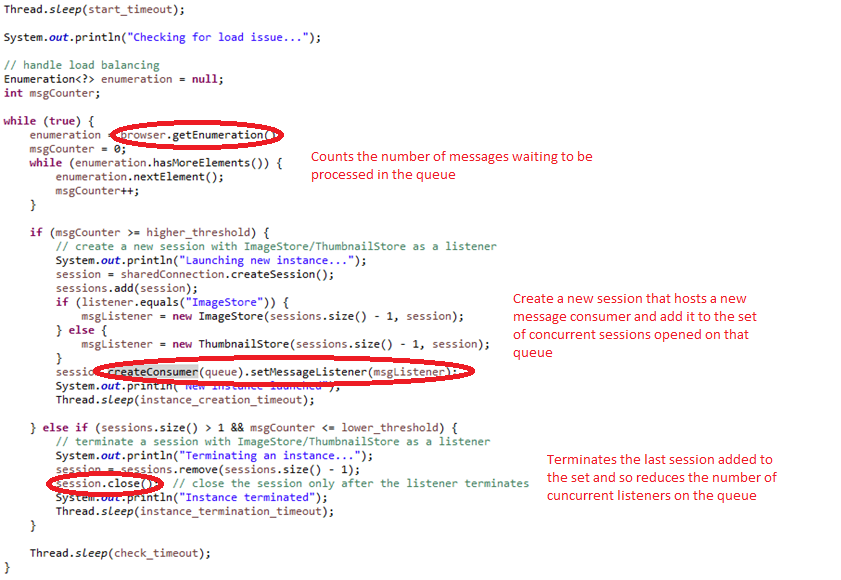 Thread.sleep(start_timeout);
System.out.println("Checking for load issue...");
// handle load balancing
Enumeration<?> enumeration = null;
int msgCounter;
while (true) {
enumeration = browser.getEnumeration();
msgCounter = 0;
while (enumeration.hasMoreElements()) {
enumeration.nextElement();
msgCounter++;
}
Counts the number of messages waiting to be
processed in the queue
if (msgCounter >= higher_threshold) {
// create a new session with ImageStore/ThumbnailStore as a listener
System.out.println("Launching new instance...");
session = sharedConnection.createSession();
sessions.add(session);
if (listener.equals("ImageStore")) {
msgListener = new ImageStore(sessions.size() - 1, session);
} else {
msgListener = new ThumbnailStore(sessions.size() - 1, session);
}
session.createConsumer(queue).setMessageListener(msgListener);
System.out.println("New instance launched");
Thread.sleep(instance_creation_timeout);
Create a new session that hosts a new
message consumer and add it to the set
of concurrent sessions opened on that
queue
} else if (sessions.size() > 1 && msgCounter <= lower_threshold) {
// terminate a session with ImageStore/ThumbnailStore as a listener
System.out.println("Terminating an instance...");
session = sessions.remove(sessions.size() - 1);
session.close(); // close the session only after the listener terminates
System.out.println("Instance terminated");
Thread.sleep(instance_termination_timeout);
}
Terminates the last session added to
the set and so reduces the number of
cuncurrent listeners on the queue
Thread.sleep(check_timeout);
}